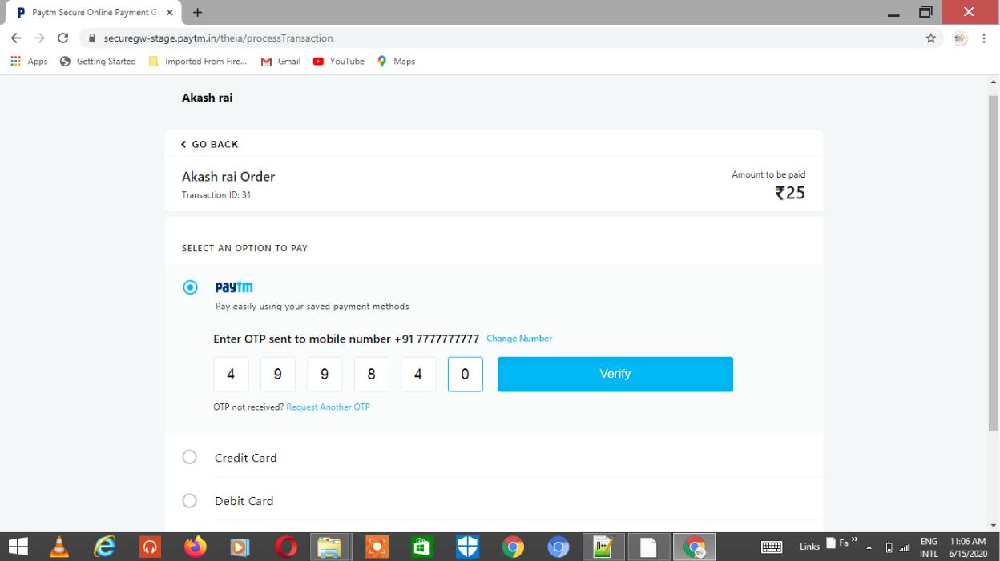 Paytm Secure Online Payment Ga
securegw-stage.paytm.in/theia/processTransaction
Apps Getting Started Imported From Fire... Gmail YouTube Maps
Akash rai
GO BACK
Akash rai Order
Transaction ID: 31
Amount to be paid
₹25
SELECT AN OPTION TO PAY
paytm
Pay easily using your saved payment methods
Enter OTP sent to mobile number +91 7777777777 Change Number
4 9 9 8 4 0 Verify
OTP not received? Request Another OTP
Credit Card
Debit Card
Links Fa »
ENG
INTL
11:06 AM
6/15/2020